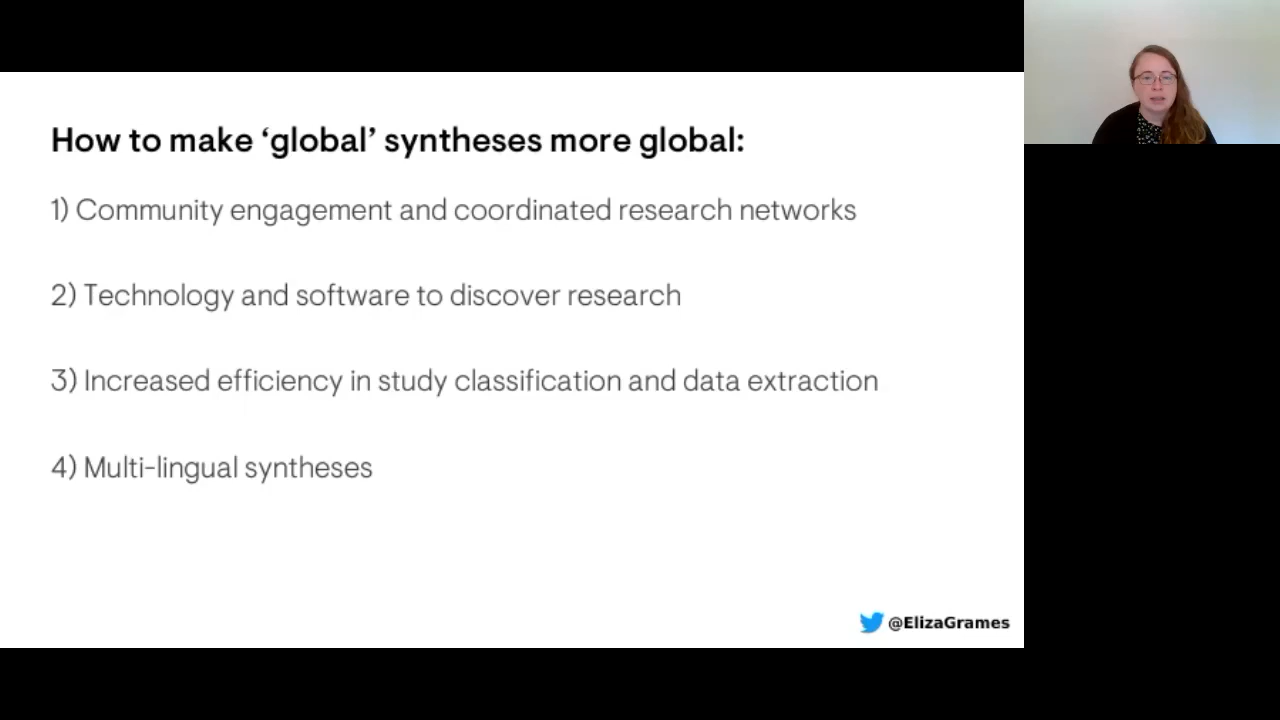 How to make ‘global’ syntheses more global:
1) Community engagement and coordinated research networks
2) Technology and software to discover research
3) Increased efficiency in study classification and data extraction
4) Multi-lingual syntheses
@ElizaGrames